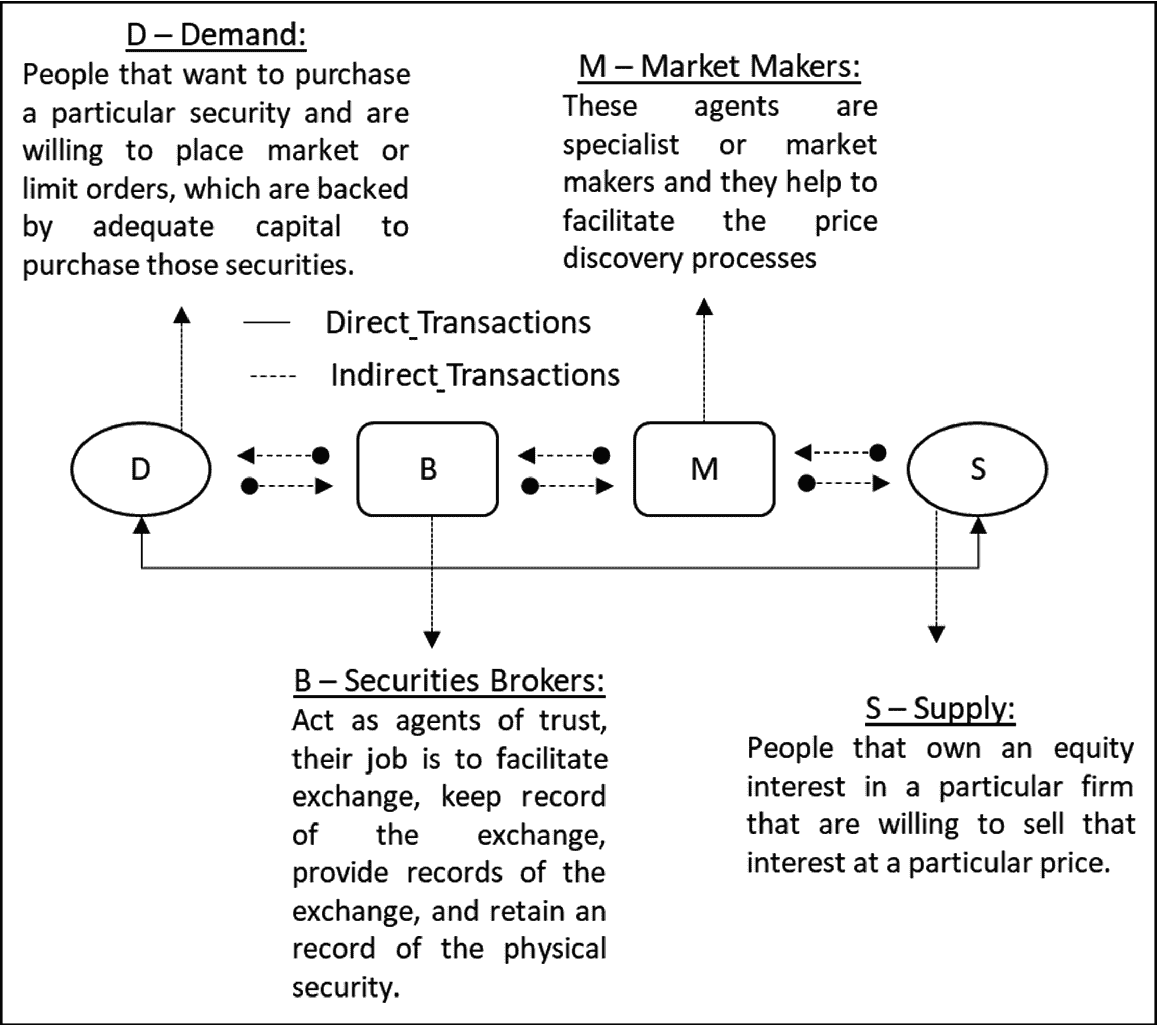 D – Demand:
People that want to purchase
a particular security and are
willing to place market or
limit orders, which are backed
by adequate capital to
purchase those securities.
M – Market Makers:
These agents are
specialist or market
makers and they help to
facilitate the price
discovery processes
Direct_Transactions
Indirect_Transactions
D
B
M
S
B – Securities Brokers:
Act as agents of trust,
their job is to facilitate
exchange, keep record
of the exchange,
provide records of the
exchange, and retain an
record of the physical
security.
S – Supply:
People that own an equity
interest in a particular firm
that are willing to sell that
interest at a particular price.